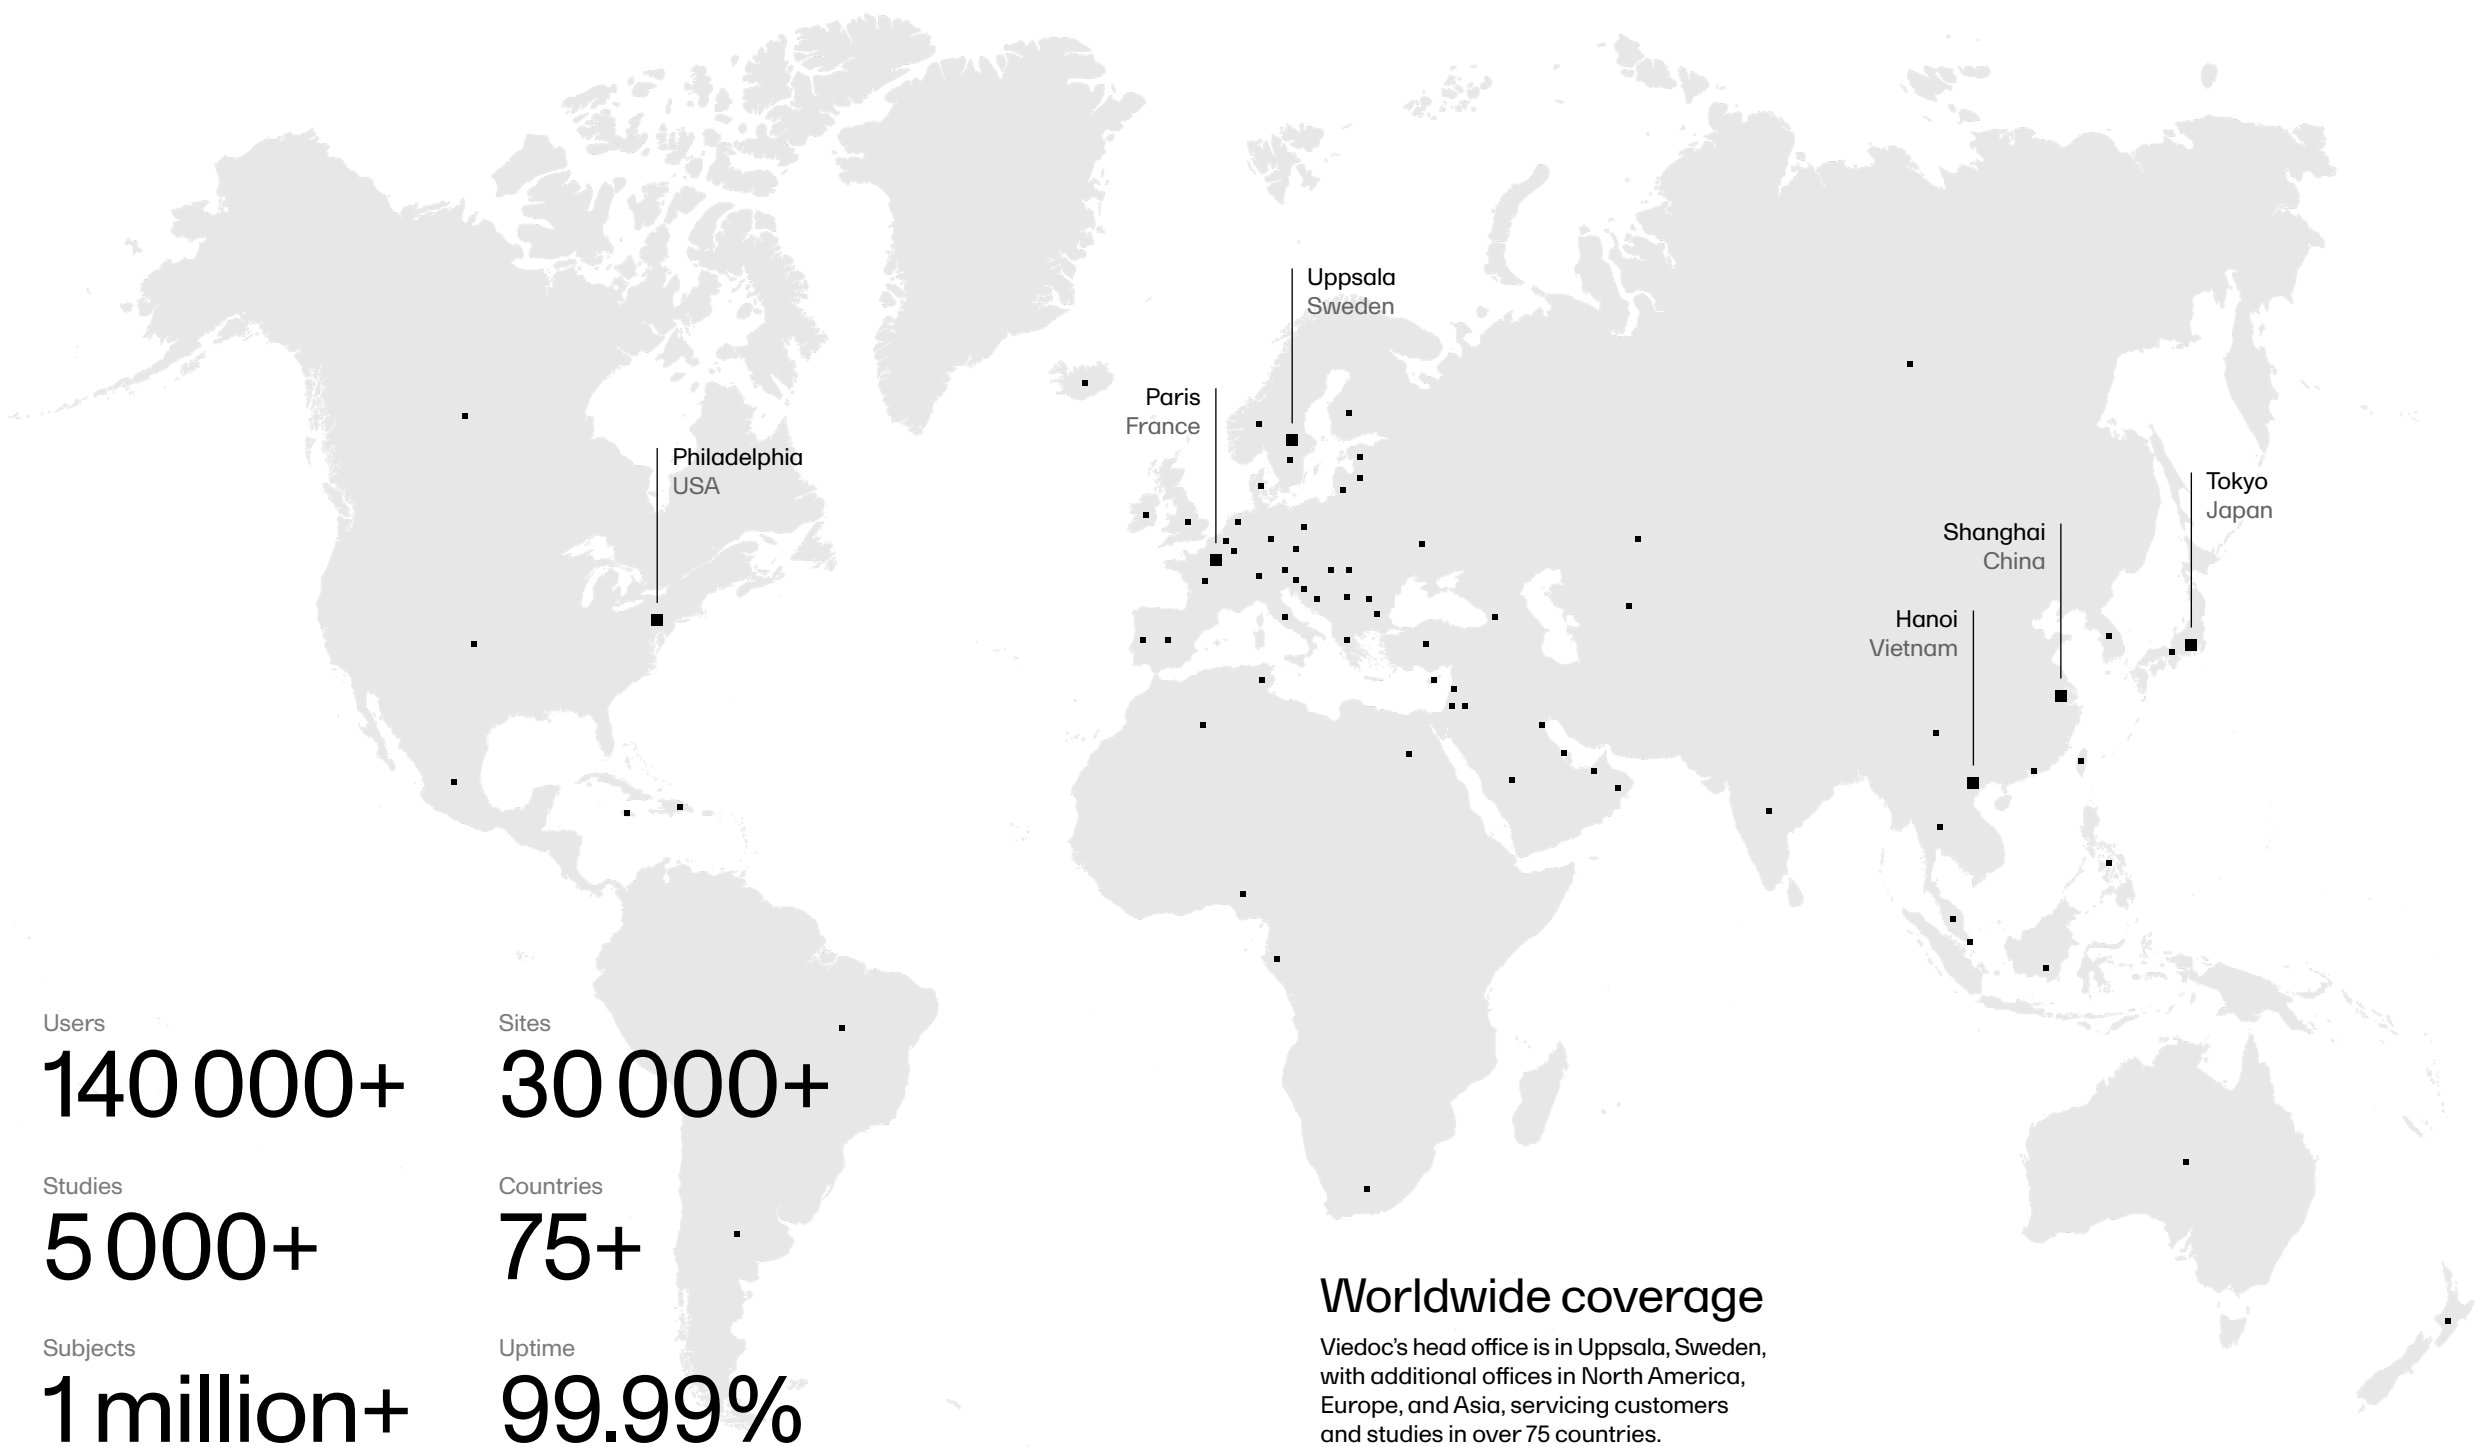 Uppsala
Sweden
Paris
France
Philadelphia
USA
Tokyo
Japan
Shanghai
China
Hanoi
Vietnam
Users
140 000+
Sites
30 000+
Studies
5 000+
Countries
75+
Subjects
1 million+
Uptime
99.99%
Worldwide coverage
Viedoc’s head office is in Uppsala, Sweden,
with additional offices in North America,
Europe, and Asia, servicing customers
and studies in over 75 countries.